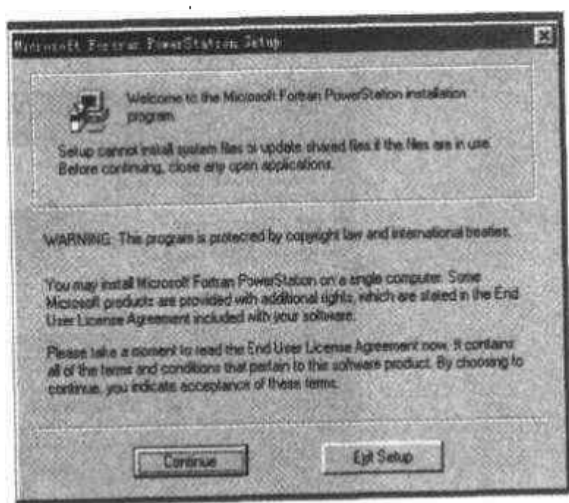 Microsoft Fortran PowerStation Setup
Welcome to the Microsoft Fortran PowerStation installation
program.
Setup cannot install system files or update shared files if the files are in use.
Before continuing, close any open applications.
WARNING: This program is protected by copyright law and international treaties.
You may install Microsoft Fortran PowerStation on a single computer. Some
Microsoft products are provided with additional rights, which are stated in the End
User License Agreement included with your software.
Please take a moment to read the End User License Agreement now. It contains
all of the terms and conditions that pertain to this software product. By choosing to
continue, you indicate acceptance of these terms.
Continue
Exit Setup